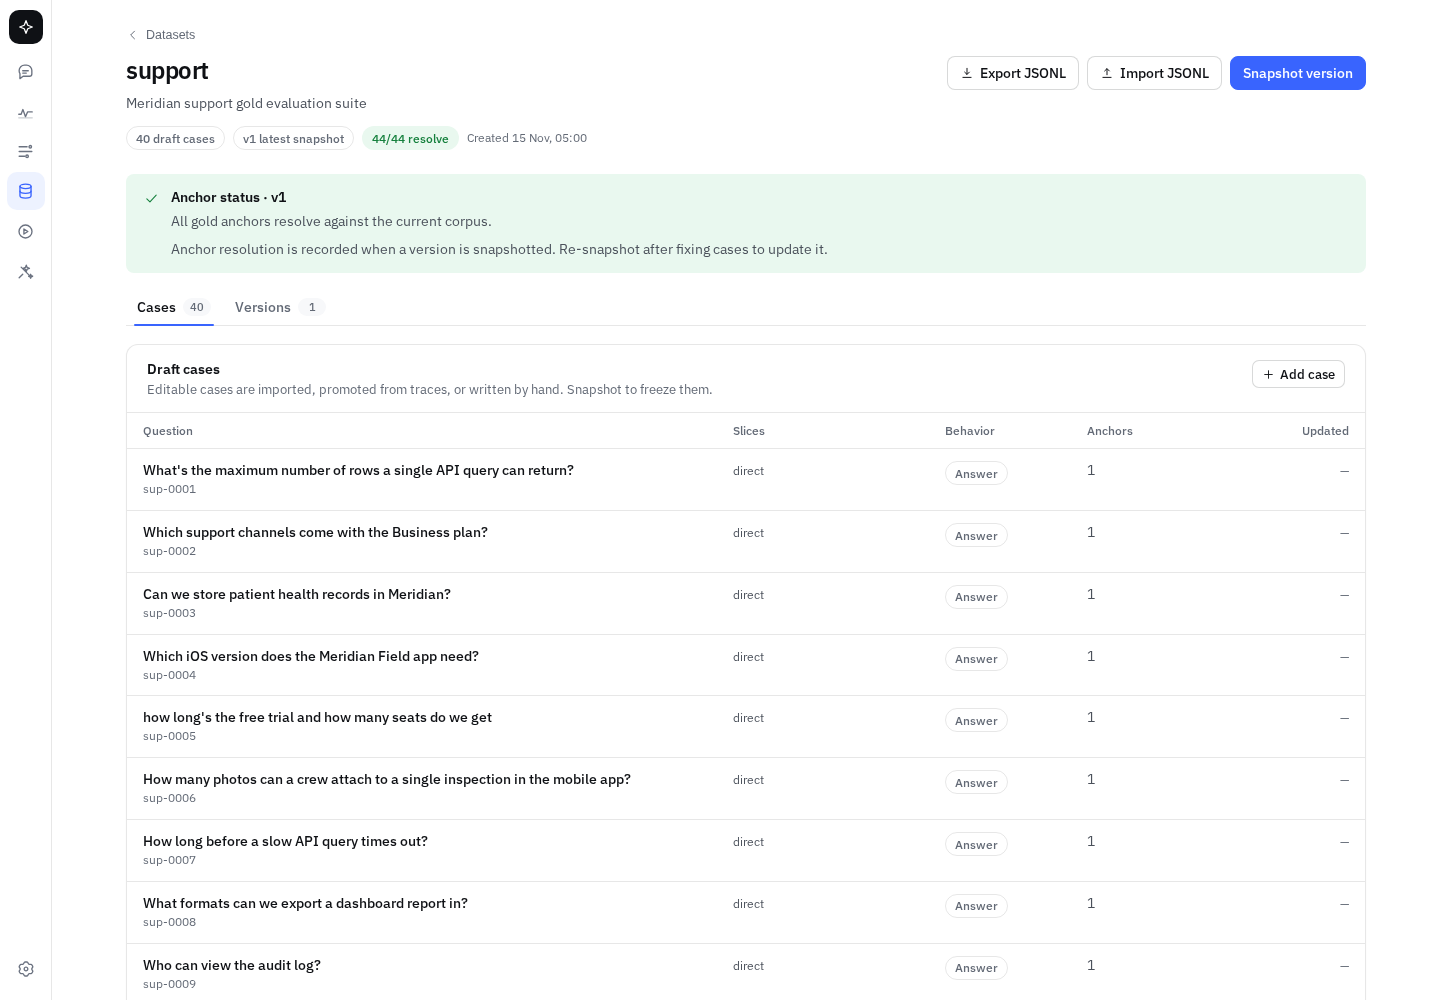 Datasets
support
Export JSONL
Import JSONL
Snapshot version
Meridian support gold evaluation suite
40 draft cases
v1 latest snapshot
44/44 resolve
Created 15 Nov, 05:00
Anchor status · v1
All gold anchors resolve against the current corpus.
Anchor resolution is recorded when a version is snapshotted. Re-snapshot after fixing cases to update it.
Cases 40
Versions 1
Draft cases
Editable cases are imported, promoted from traces, or written by hand. Snapshot to freeze them.
Add case
Question Slices Behavior Anchors Updated
What's the maximum number of rows a single API query can return? direct Answer 1 —
sup-0001
Which support channels come with the Business plan? direct Answer 1 —
sup-0002
Can we store patient health records in Meridian? direct Answer 1 —
sup-0003
Which iOS version does the Meridian Field app need? direct Answer 1 —
sup-0004
how long's the free trial and how many seats do we get direct Answer 1 —
sup-0005
How many photos can a crew attach to a single inspection in the mobile app? direct Answer 1 —
sup-0006
How long before a slow API query times out? direct Answer 1 —
sup-0007
What formats can we export a dashboard report in? direct Answer 1 —
sup-0008
Who can view the audit log? direct Answer 1 —
sup-0009